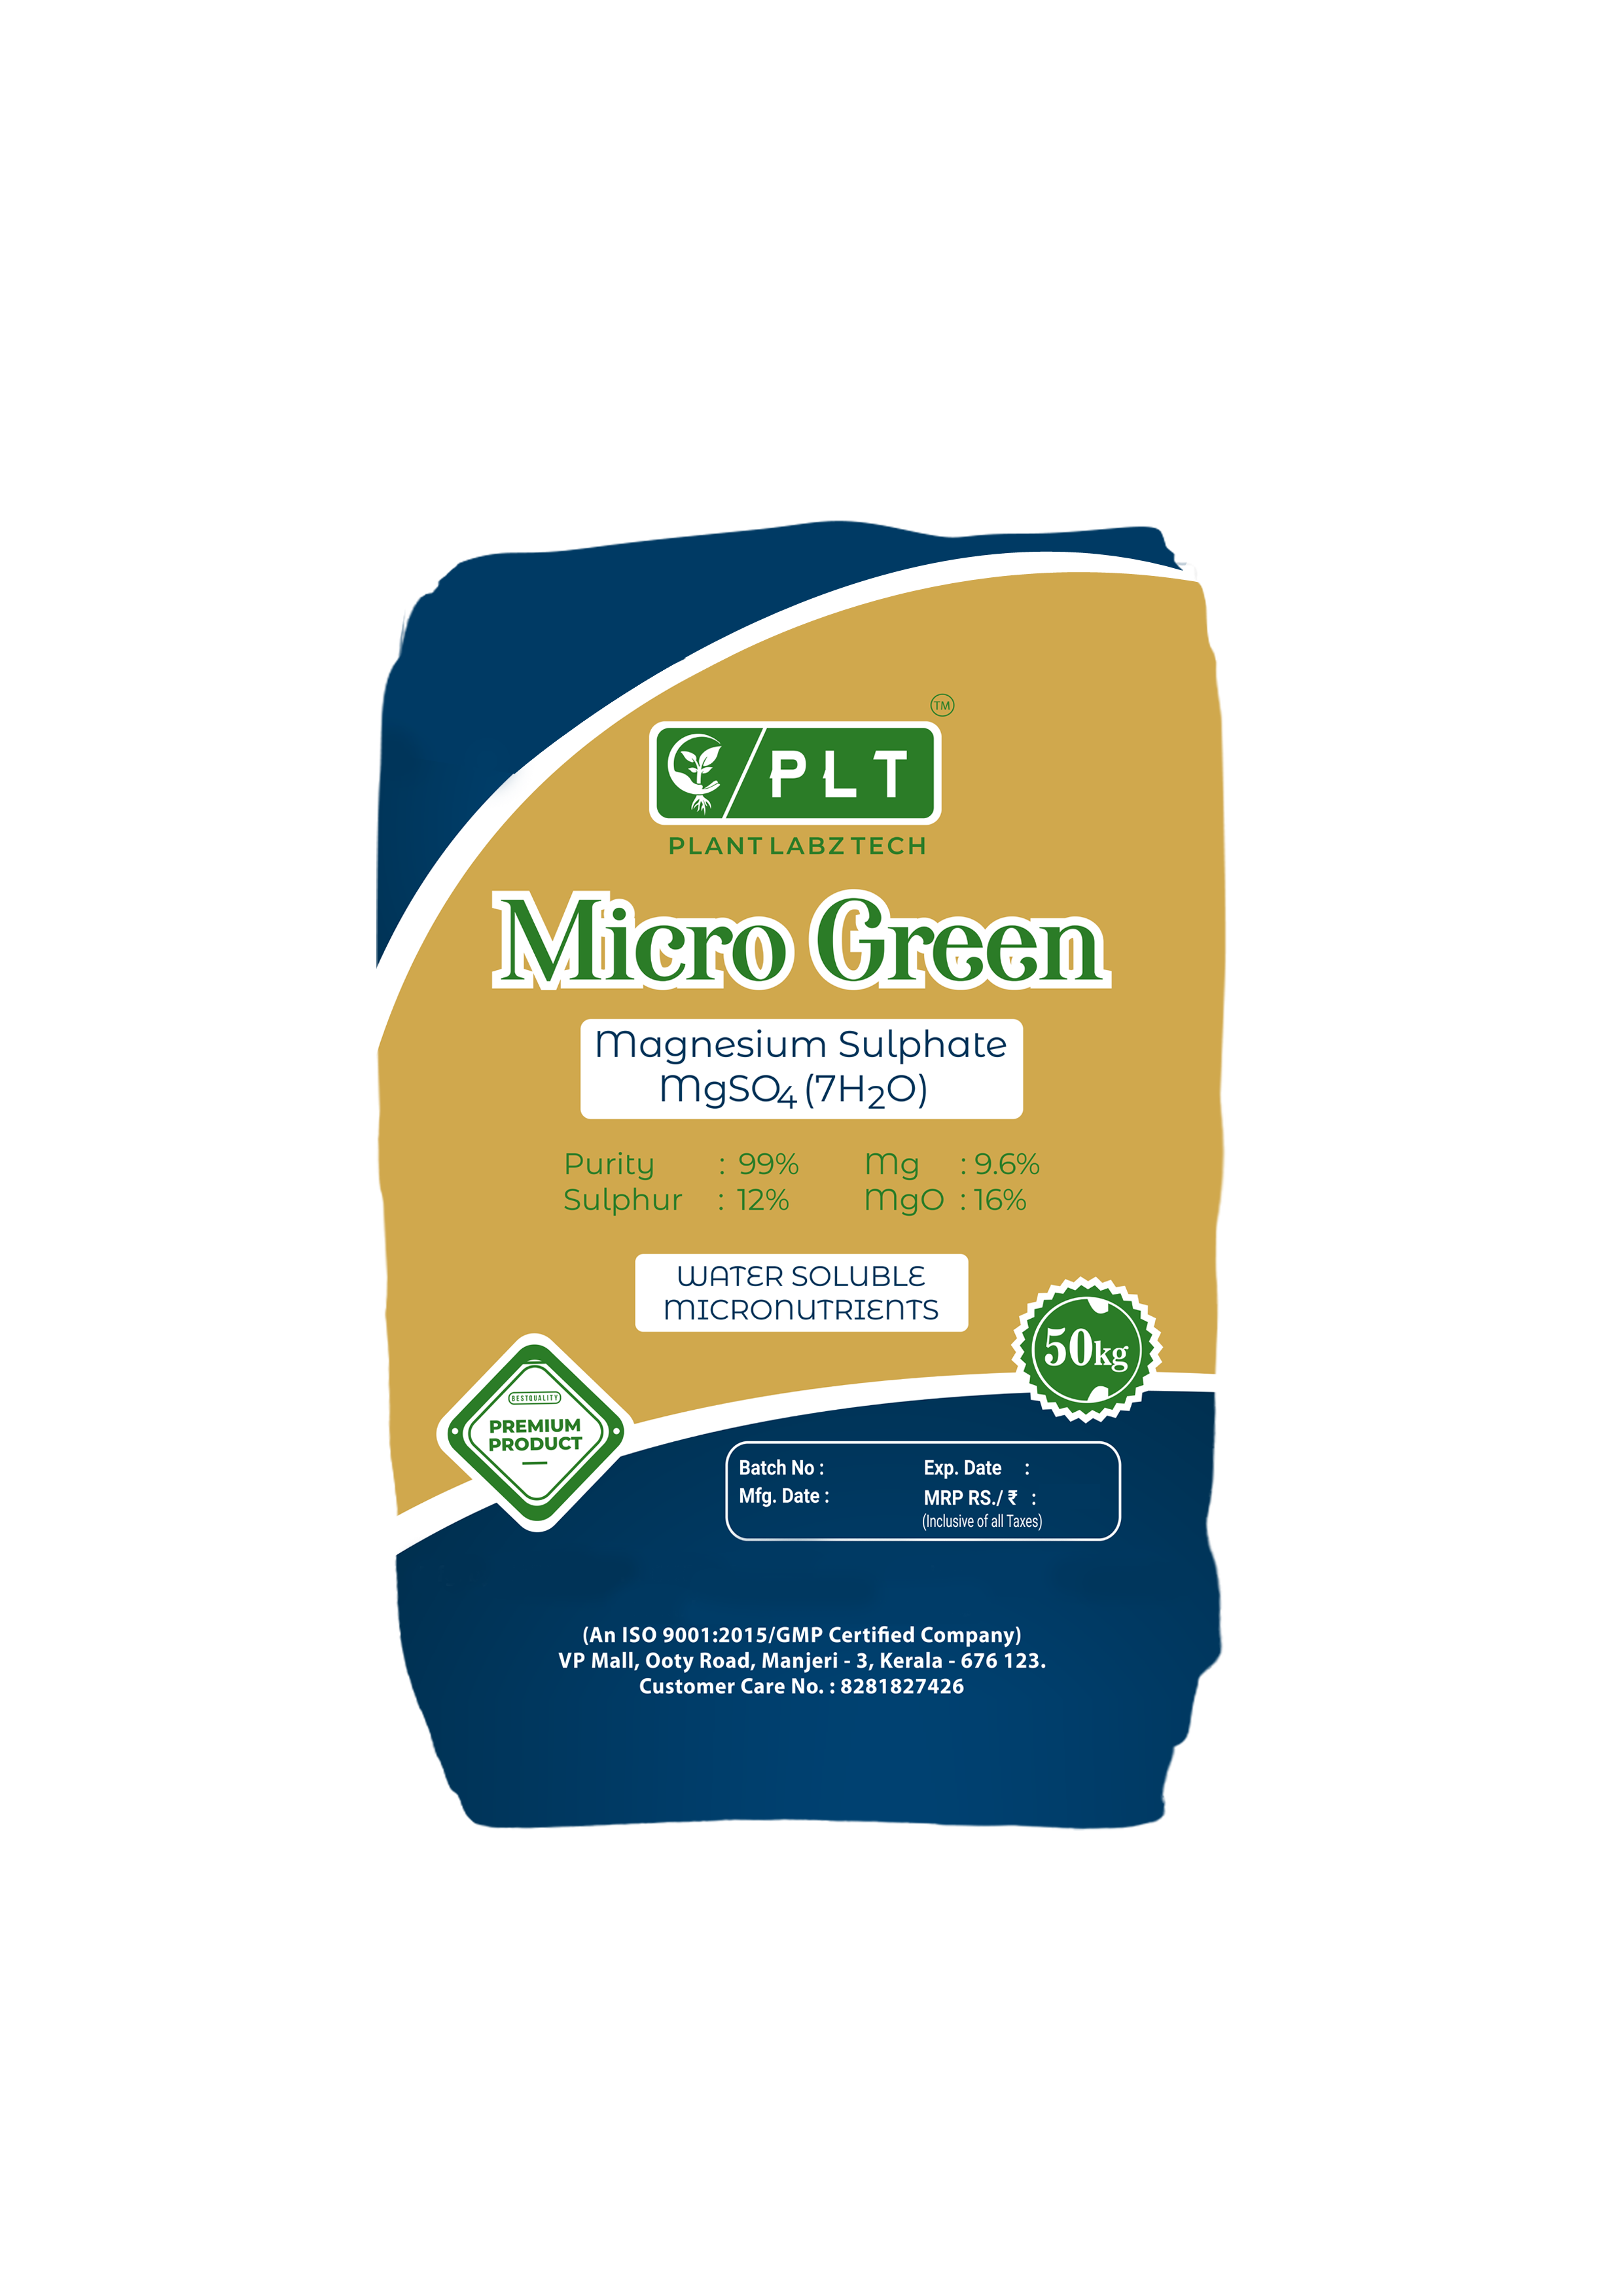 TM
PLT
PLANT LABZ TECH
Micro Green
Magnesium Sulphate
MgSO₄ (7H₂O)
Purity : 99% Mg : 9.6%
Sulphur : 12% MgO : 16%
WATER SOLUBLE
MICRONUTRIENTS
50kg
BESTQUALITY
PREMIUM
PRODUCT
Batch No : Exp. Date :
Mfg. Date : MRP RS./ ₹ :
(Inclusive of all Taxes)
(An ISO 9001:2015/GMP Certified Company)
VP Mall, Ooty Road, Manjeri - 3, Kerala - 676 123.
Customer Care No. : 8281827426